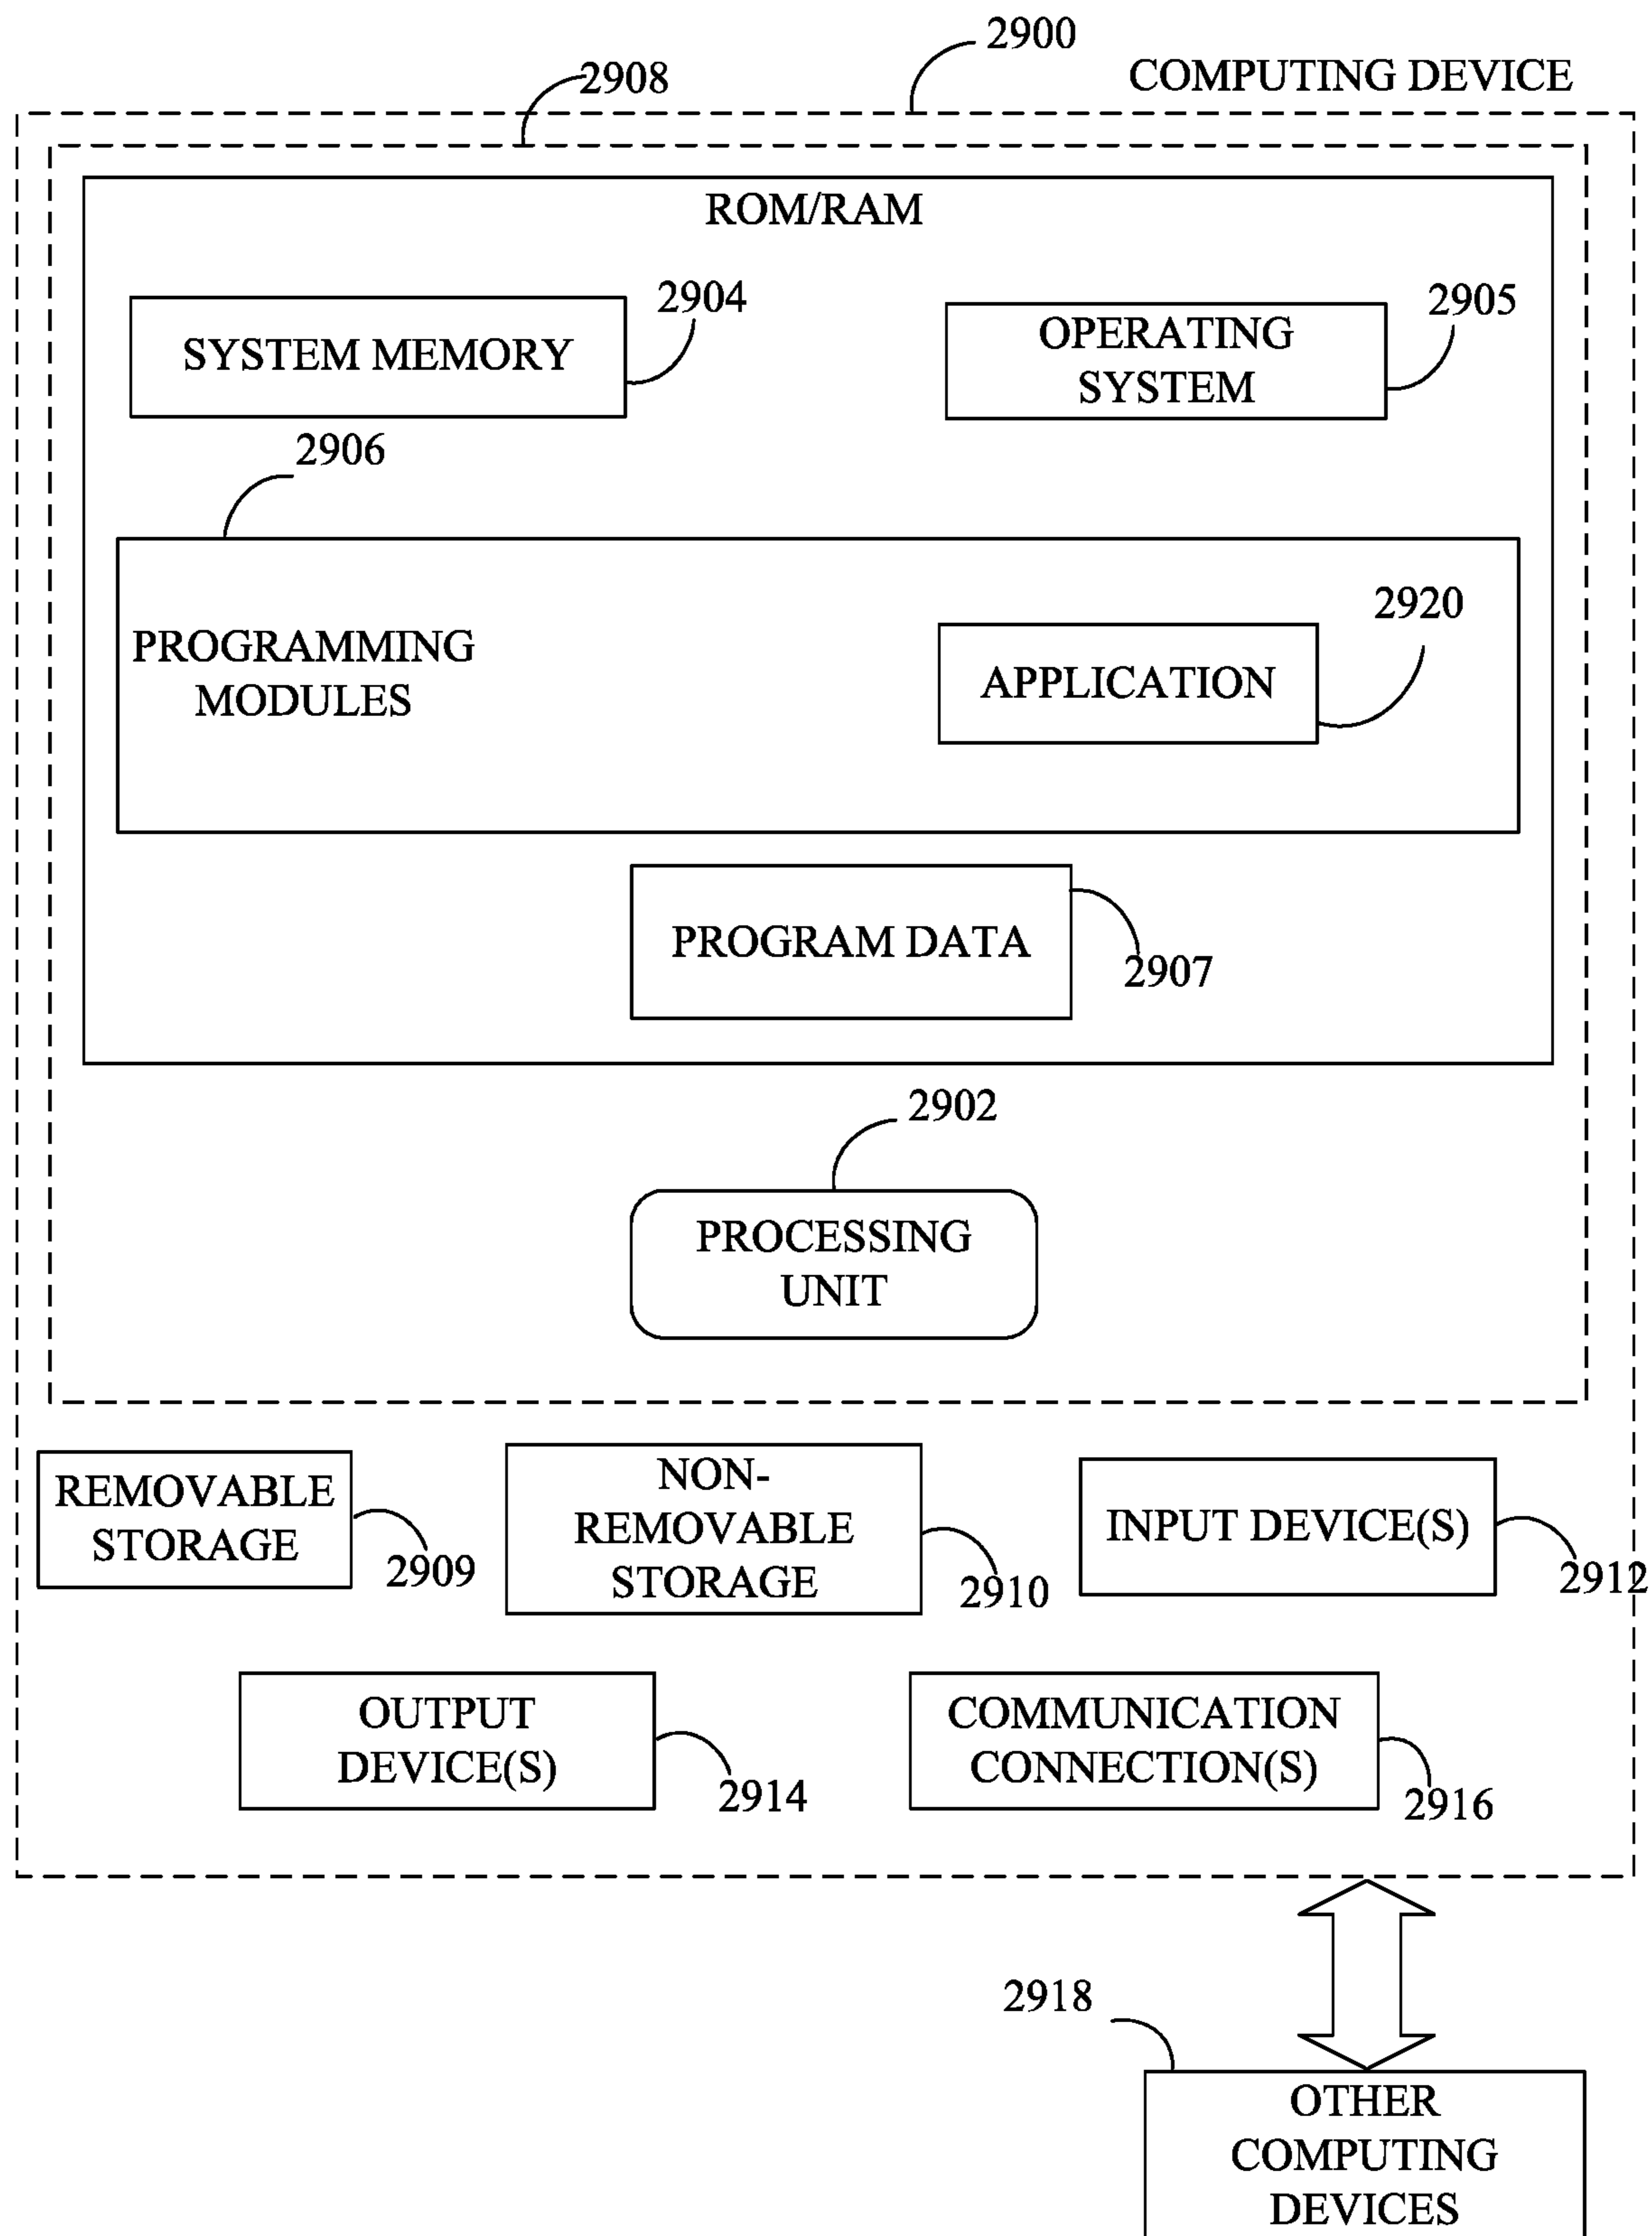 2900
2908
COMPUTING DEVICE
ROM/RAM
SYSTEM MEMORY
2904
OPERATING
SYSTEM
2905
2906
PROGRAMMING
MODULES
APPLICATION
2920
PROGRAM DATA
2907
2902
PROCESSING
UNIT
REMOVABLE
STORAGE
2909
NON-
REMOVABLE
STORAGE
2910
INPUT DEVICE(S)
2912
OUTPUT
DEVICE(S)
2914
COMMUNICATION
CONNECTION(S)
2916
2918
OTHER
COMPUTING
DEVICES